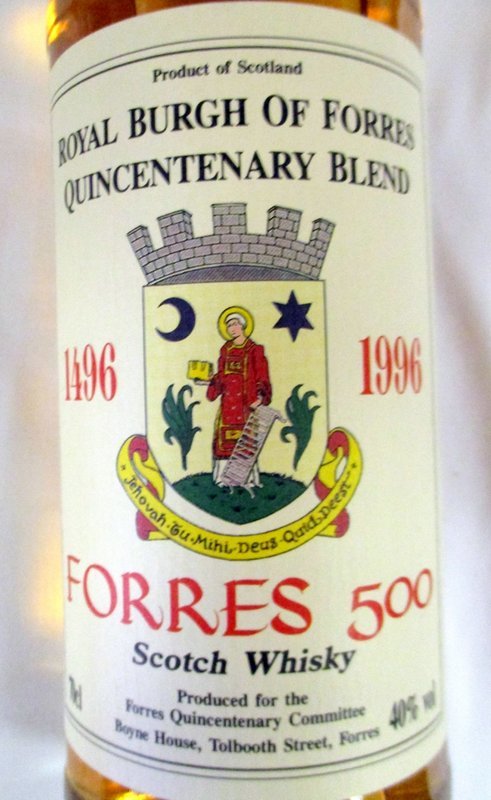 Product of Scotland
ROYAL BURGH OF FORRES
QUINCENTENARY BLEND
1496 1996
Jehovah·Tu·Mihi·Deus·Quid·Deest
FORRES 500
Scotch Whisky
70cl
40% vol
Produced for the
Forres Quincentenary Committee
Boyne House, Tolbooth Street, Forres